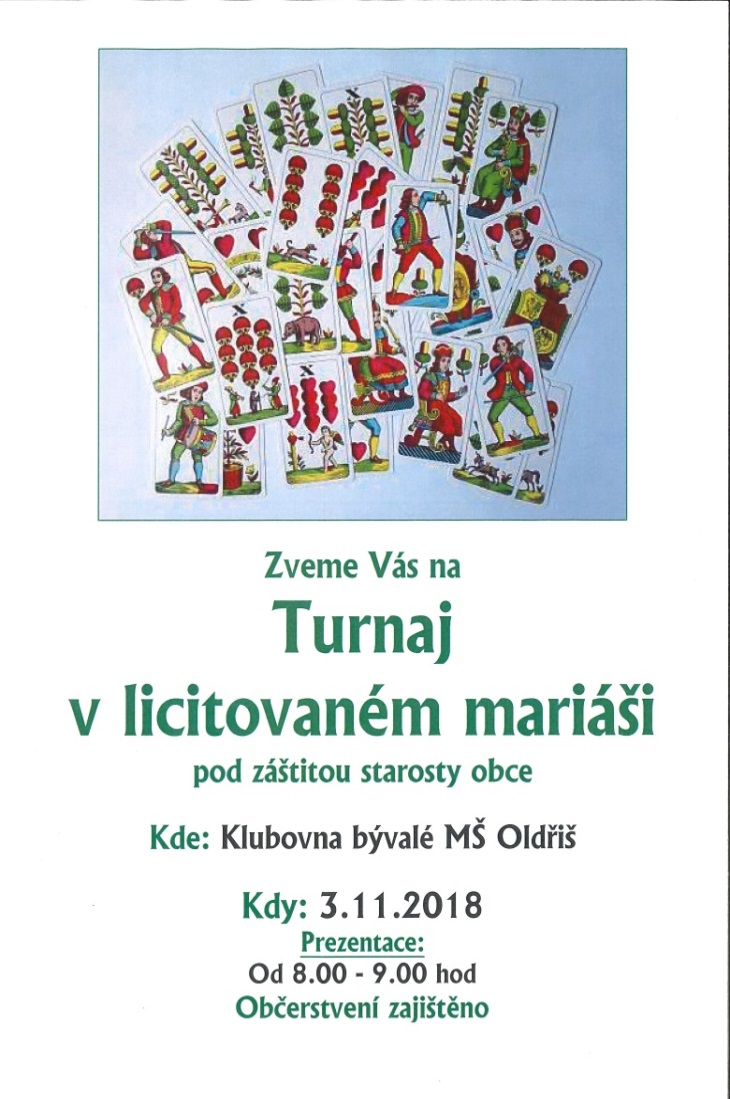 X
X
X
Zveme Vás na
Turnaj
v licitovaném mariáši
pod záštitou starosty obce
Kde: Klubovna bývalé MŠ Oldřiš
Kdy: 3.11.2018
Prezentace:
Od 8.00 - 9.00 hod
Občerstvení zajištěno